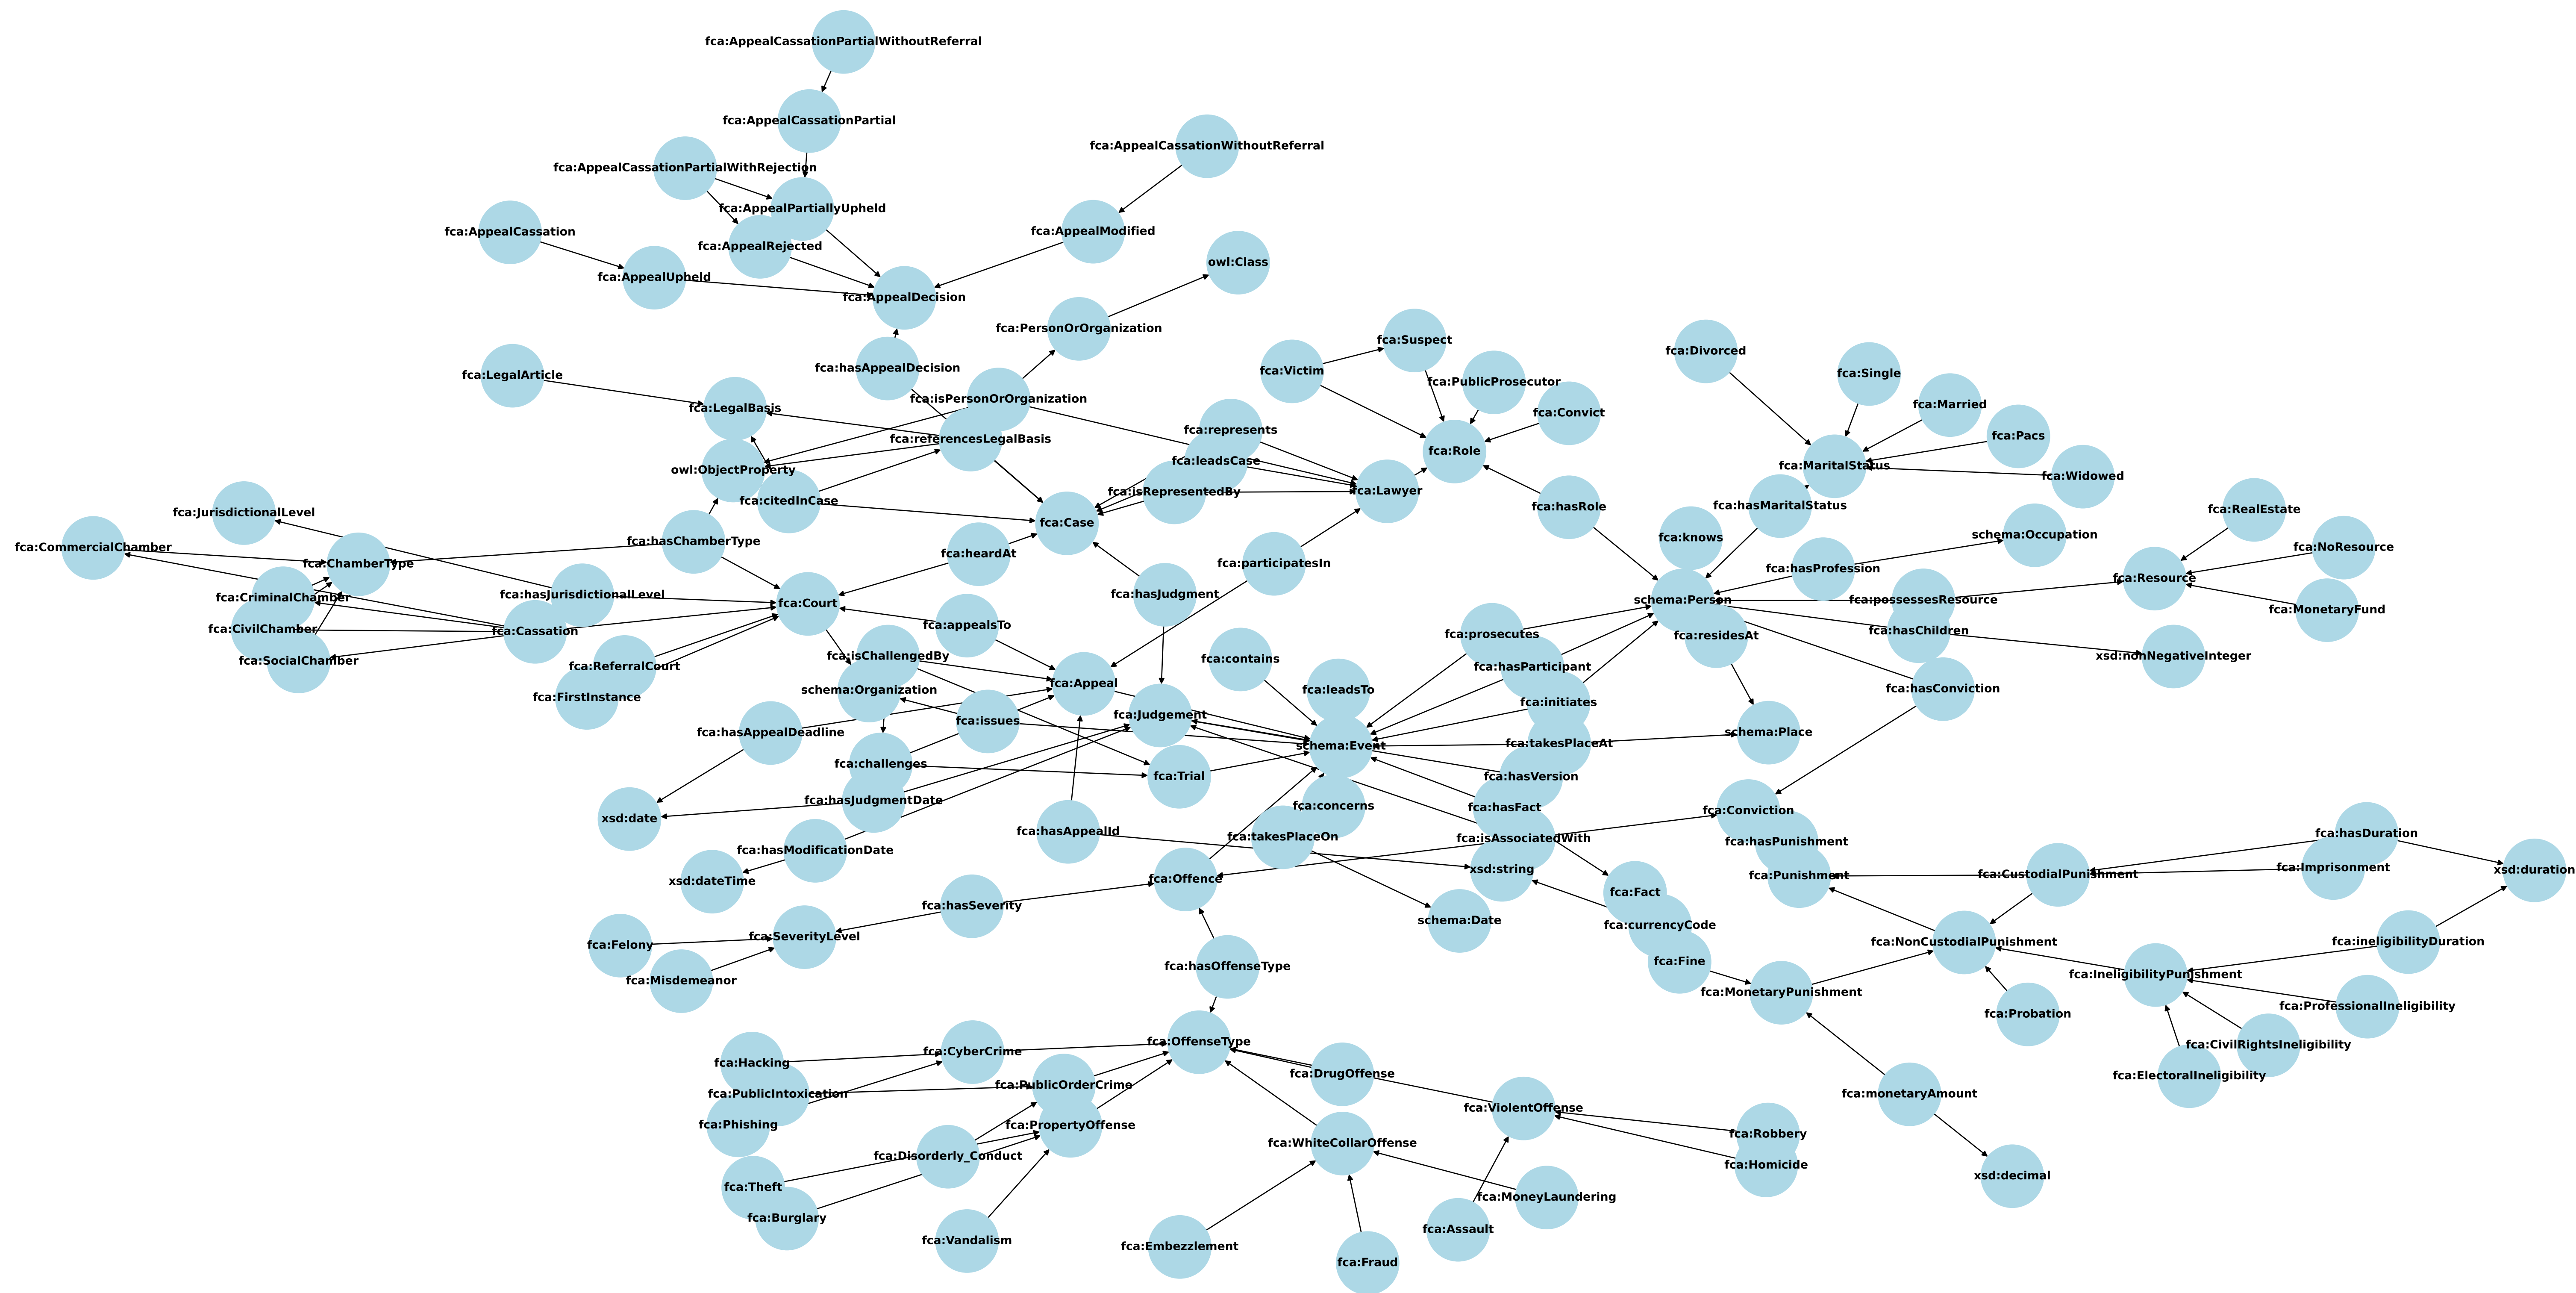 fca:AppealCassationPartialWithoutReferral
fca:AppealCassationPartial
fca:AppealCassationWithoutReferral
fca:AppealCassationPartialWithRejection
fca:AppealPartiallyUpheld
fca:AppealCassation
fca:AppealModified
fca:AppealRejected
owl:Class
fca:AppealUpheld
fca:AppealDecision
fca:PersonOrOrganization
fca:Suspect
fca:Divorced
fca:hasAppealDecision
fca:Victim
fca:Single
fca:LegalArticle
fca:PublicProsecutor
fca:isPersonOrOrganization
fca:Married
fca:LegalBasis
fca:Convict
fca:represents
fca:Pacs
fca:referencesLegalBasis
fca:Role
fca:leadsCase
fca:MaritalStatus
owl:ObjectProperty
fca:Widowed
fca:isRepresentedBy
fca:Lawyer
fca:citedInCase
fca:hasRole
fca:hasMaritalStatus
fca:RealEstate
fca:JurisdictionalLevel
fca:Case
schema:Occupation
fca:knows
fca:hasChamberType
fca:CommercialChamber
fca:NoResource
fca:heardAt
fca:ChamberType
fca:participatesIn
fca:hasProfession
fca:Resource
fca:hasJurisdictionalLevel
fca:hasJudgment
fca:CriminalChamber
schema:Person
fca:possessesResource
fca:Court
fca:MonetaryFund
fca:appealsTo
fca:CivilChamber
fca:Cassation
fca:hasChildren
fca:prosecutes
fca:residesAt
fca:isChallengedBy
xsd:nonNegativeInteger
fca:contains
fca:SocialChamber
fca:ReferralCourt
fca:hasParticipant
fca:Appeal
fca:hasConviction
schema:Organization
fca:leadsTo
fca:FirstInstance
fca:initiates
fca:Judgement
fca:issues
fca:hasAppealDeadline
schema:Place
fca:takesPlaceAt
schema:Event
fca:challenges
fca:Trial
fca:hasVersion
fca:hasJudgmentDate
fca:concerns
fca:hasFact
fca:Conviction
xsd:date
fca:hasAppealId
fca:hasDuration
fca:takesPlaceOn
fca:isAssociatedWith
fca:hasPunishment
fca:hasModificationDate
fca:Imprisonment
xsd:string
xsd:duration
fca:Punishment
fca:CustodialPunishment
fca:Offence
xsd:dateTime
fca:Fact
fca:hasSeverity
schema:Date
fca:currencyCode
fca:SeverityLevel
fca:NonCustodialPunishment
fca:ineligibilityDuration
fca:Felony
fca:Fine
fca:hasOffenseType
fca:IneligibilityPunishment
fca:Misdemeanor
fca:MonetaryPunishment
fca:ProfessionalIneligibility
fca:Probation
fca:OffenseType
fca:CivilRightsIneligibility
fca:CyberCrime
fca:Hacking
fca:DrugOffense
fca:ElectoralIneligibility
fca:PublicOrderCrime
fca:PublicIntoxication
fca:monetaryAmount
fca:ViolentOffense
fca:Phishing
fca:PropertyOffense
fca:Robbery
fca:WhiteCollarOffense
fca:Disorderly_Conduct
fca:Homicide
xsd:decimal
fca:Theft
fca:MoneyLaundering
fca:Burglary
fca:Assault
fca:Vandalism
fca:Embezzlement
fca:Fraud